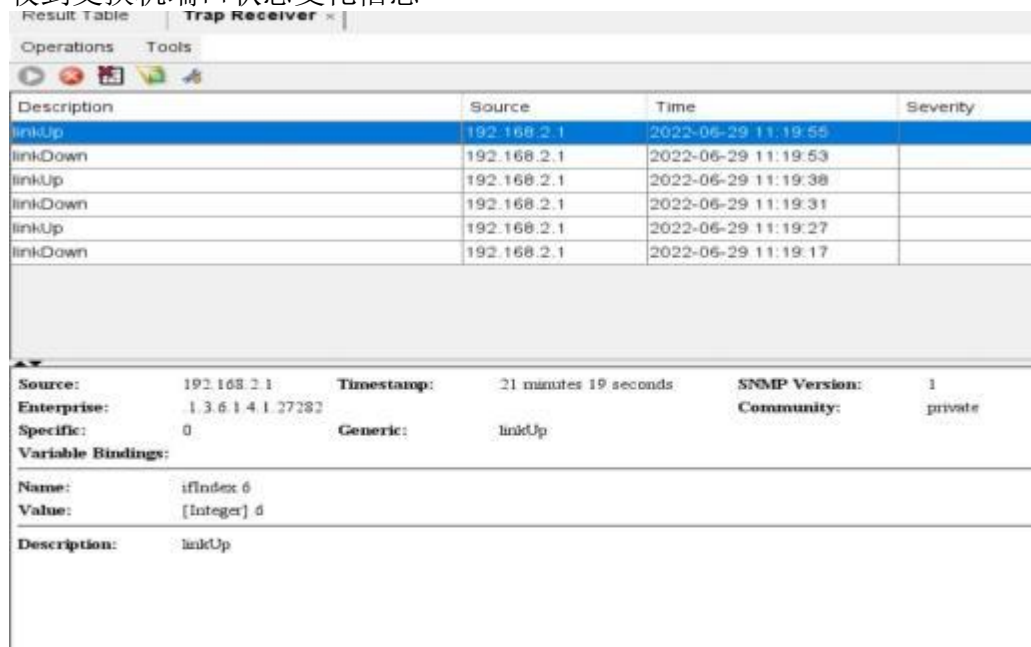 Result Table Trap Receiver ×
Operations Tools
Description Source Time Severity
linkUp 192.168.2.1 2022-06-29 11:19:55
linkDown 192.168.2.1 2022-06-29 11:19:53
linkUp 192.168.2.1 2022-06-29 11:19:38
linkDown 192.168.2.1 2022-06-29 11:19:31
linkUp 192.168.2.1 2022-06-29 11:19:27
linkDown 192.168.2.1 2022-06-29 11:19:17
Source: 192.168.2.1 Timestamp: 21 minutes 19 seconds SNMP Version: 1
Enterprise: .1.3.6.1.4.1.27282 Community: private
Specific: 0 Generic: linkUp
Variable Bindings:
Name: ifIndex.6
Value: [Integer] 6
Description: linkUp